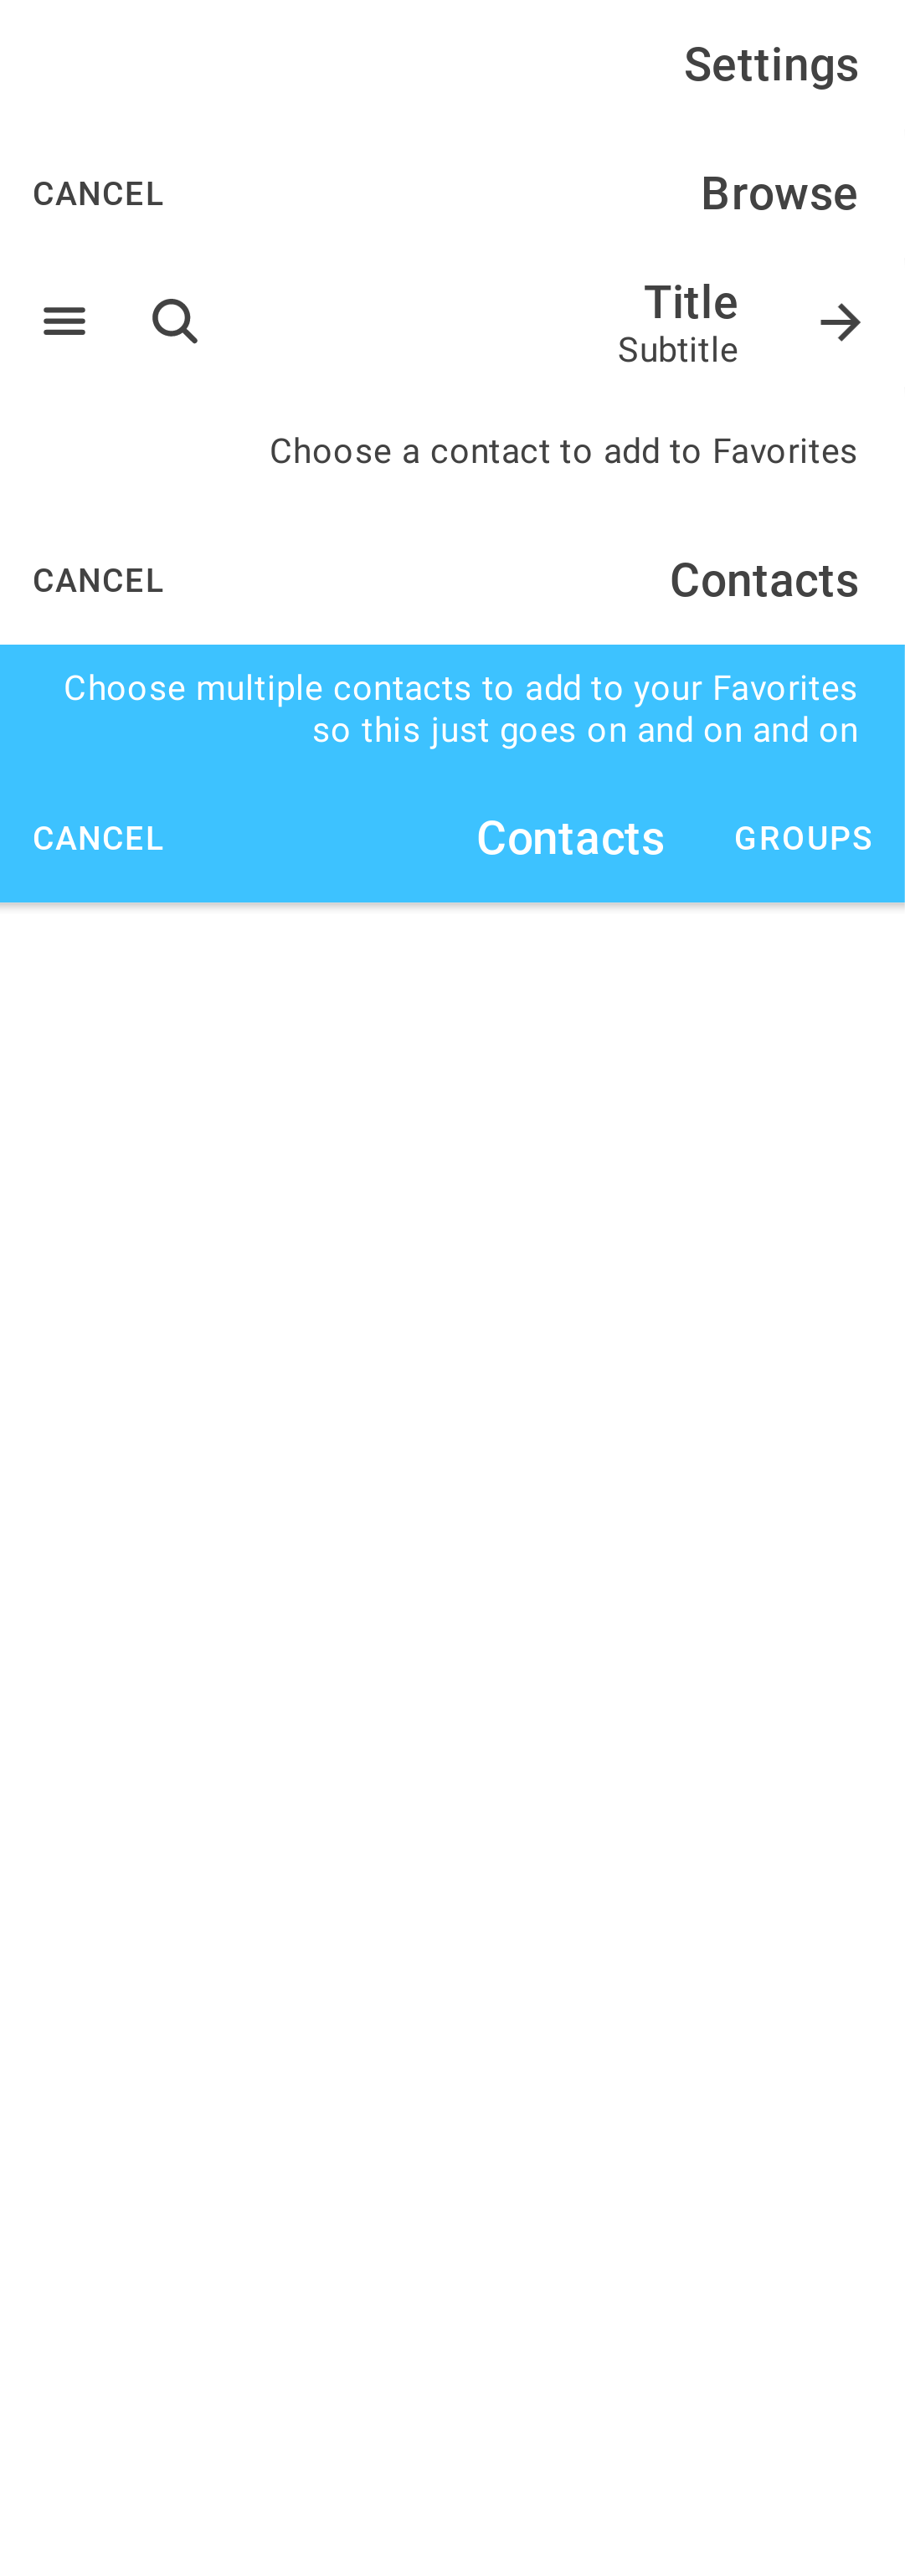 Settings
CANCEL Browse
Title
Subtitle
Choose a contact to add to Favorites
CANCEL Contacts
Choose multiple contacts to add to your Favorites
so this just goes on and on and on
CANCEL Contacts GROUPS